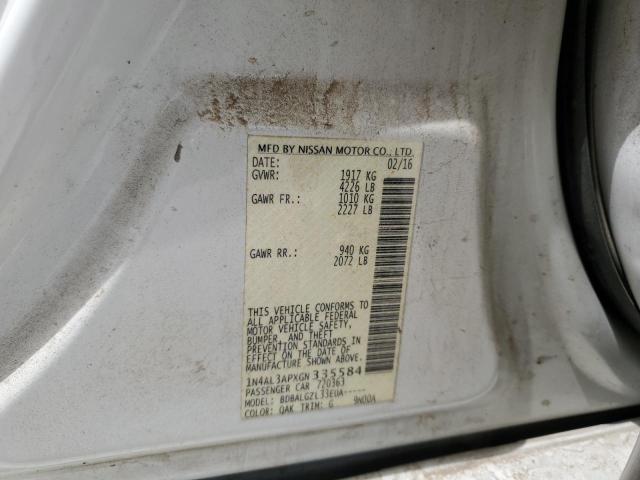 MFD BY NISSAN MOTOR CO., LTD
DATE: 02/16
GVWR: 1917 KG
4226 LB
GAWR FR.: 1010 KG
2227 LB
GAWR RR.: 940 KG
2072 LB
THIS VEHICLE CONFORMS TO
ALL APPLICABLE FEDERAL
MOTOR VEHICLE SAFETY,
BUMPER, AND THEFT
PREVENTION STANDARDS IN
EFFECT ON THE DATE OF
MANUFACTURE SHOWN ABOVE.
1N4AL3APXGN335584
PASSENGER CAR 720363
MODEL: BDBALGZL33EUA-----
COLOR: QAK TRIM: G 9N00A